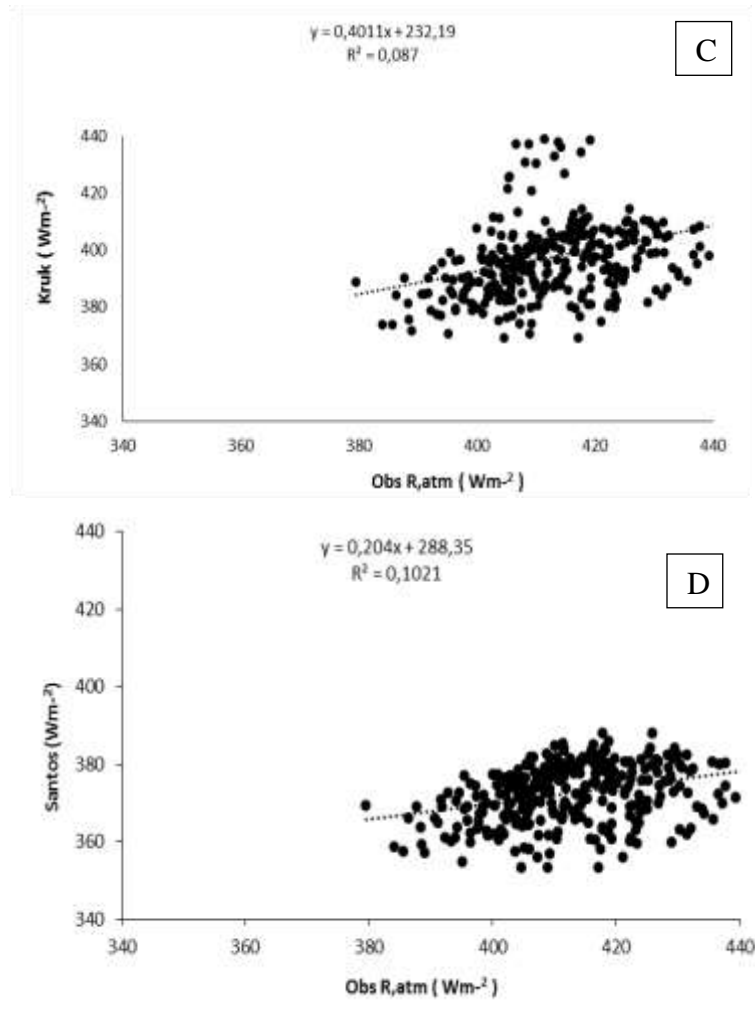 y = 0,4011x + 232,19
R² = 0,087
C
440
420
400
380
360
340
Kruk ( Wm-²)
340 360 380 400 420 440
Obs R,atm ( Wm-² )
y = 0,204x + 288,35
R² = 0,1021
D
440
420
400
380
360
340
Santos (Wm-²)
340 360 380 400 420 440
Obs R,atm ( Wm-² )